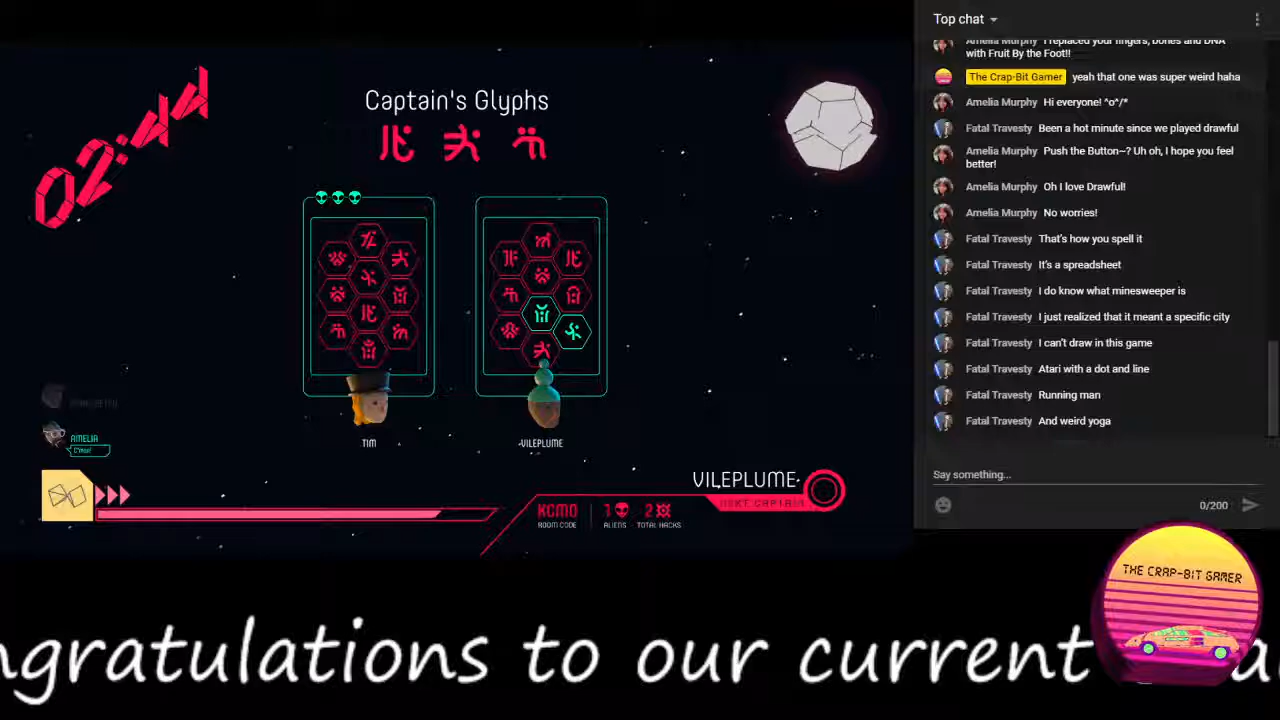 Captain's Glyphs
TIM
VILEPLUME
AMELIA
VILEPLUME
NEXT CAPTAIN
KCMO
ROOM CODE
1
ALIENS
2
TOTAL HACKS
Top chat
Amelia Murphy I replaced your fingers, bones and DNA
with Fruit By the Foot!!
The Crap-Bit Gamer yeah that one was super weird haha
Amelia Murphy Hi everyone! ^o^/*
Fatal Travesty Been a hot minute since we played drawful
Amelia Murphy Push the Button~? Uh oh, I hope you feel
better!
Amelia Murphy Oh I love Drawful!
Amelia Murphy No worries!
Fatal Travesty That's how you spell it
Fatal Travesty It's a spreadsheet
Fatal Travesty I do know what minesweeper is
Fatal Travesty I just realized that it meant a specific city
Fatal Travesty I can't draw in this game
Fatal Travesty Atari with a dot and line
Fatal Travesty Running man
Fatal Travesty And weird yoga
Say something...
0/200
THE CRAP-BIT GAMER
ngratulations to our current